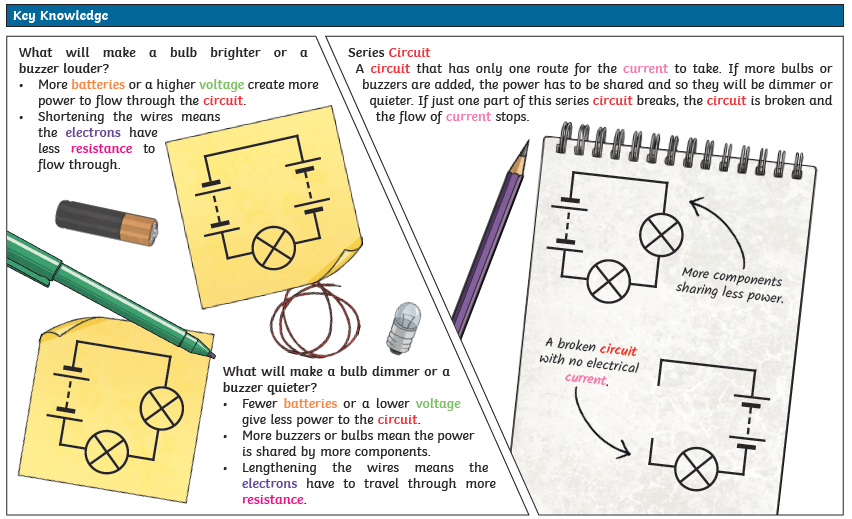 Key Knowledge
What will make a bulb brighter or a
buzzer louder?
• More batteries or a higher voltage create more
power to flow through the circuit.
• Shortening the wires means
the electrons have
less resistance to
flow through.
What will make a bulb dimmer or a
buzzer quieter?
• Fewer batteries or a lower voltage
give less power to the circuit.
• More buzzers or bulbs mean the power
is shared by more components.
• Lengthening the wires means the
electrons have to travel through more
resistance.
Series Circuit
A circuit that has only one route for the current to take. If more bulbs or
buzzers are added, the power has to be shared and so they will be dimmer or
quieter. If just one part of this series circuit breaks, the circuit is broken and
the flow of current stops.
More components
sharing less power.
A broken circuit
with no electrical
current.